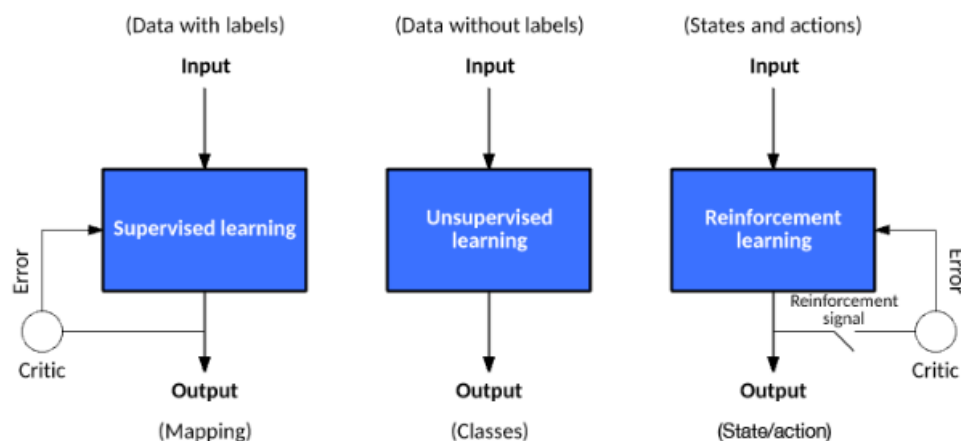 (Data with labels)
Input
Supervised learning
Error
Critic
Output
(Mapping)
(Data without labels)
Input
Unsupervised
learning
Output
(Classes)
(States and actions)
Input
Reinforcement
learning
Error
Reinforcement
signal
Critic
Output
(State/action)